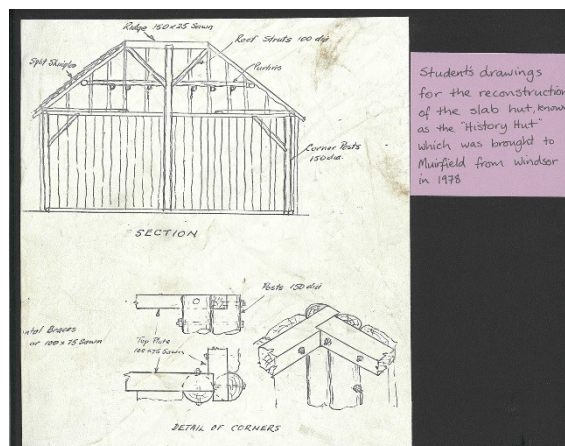 Ridge 150 x 25 Sawn
Roof Struts 100 dia
Split Shingles
Purlins
Corner Posts
150 dia.
SECTION
Posts 150 dia
Braces
or 100 x 75 Sawn
Top Plate
100 x 75 Sawn
DETAIL OF CORNERS
Students drawings
for the reconstruction
of the slab hut, know
as the "History Hut"
which was brought to
Muirfield from Windsor
in 1978